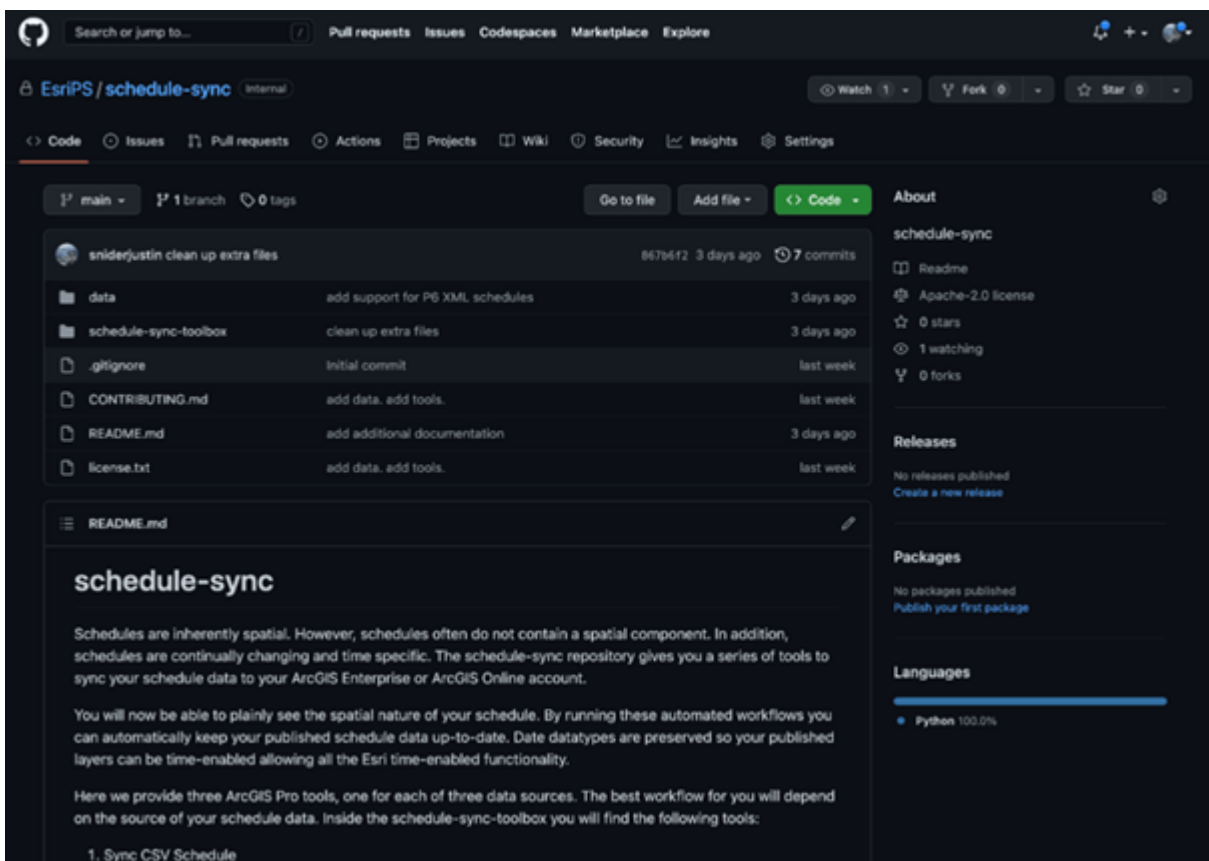 Search or jump to... / Pull requests Issues Codespaces Marketplace Explore
EsriPS / schedule-sync Internal Watch 1 Fork 0 Star 0
Code Issues Pull requests Actions Projects Wiki Security Insights Settings
main 1 branch 0 tags Go to file Add file Code
sniderjustin clean up extra files 867b6f2 3 days ago 7 commits
data add support for P6 XML schedules 3 days ago
schedule-sync-toolbox clean up extra files 3 days ago
.gitignore Initial commit last week
CONTRIBUTING.md add data. add tools. last week
README.md add additional documentation 3 days ago
license.txt add data. add tools. last week
README.md
schedule-sync
Schedules are inherently spatial. However, schedules often do not contain a spatial component. In addition,
schedules are continually changing and time specific. The schedule-sync repository gives you a series of tools to
sync your schedule data to your ArcGIS Enterprise or ArcGIS Online account.
You will now be able to plainly see the spatial nature of your schedule. By running these automated workflows you
can automatically keep your published schedule data up-to-date. Date datatypes are preserved so your published
layers can be time-enabled allowing all the Esri time-enabled functionality.
Here we provide three ArcGIS Pro tools, one for each of three data sources. The best workflow for you will depend
on the source of your schedule data. Inside the schedule-sync-toolbox you will find the following tools:
1. Sync CSV Schedule
About
schedule-sync
Readme
Apache-2.0 license
0 stars
1 watching
0 forks
Releases
No releases published
Create a new release
Packages
No packages published
Publish your first package
Languages
Python 100.0%